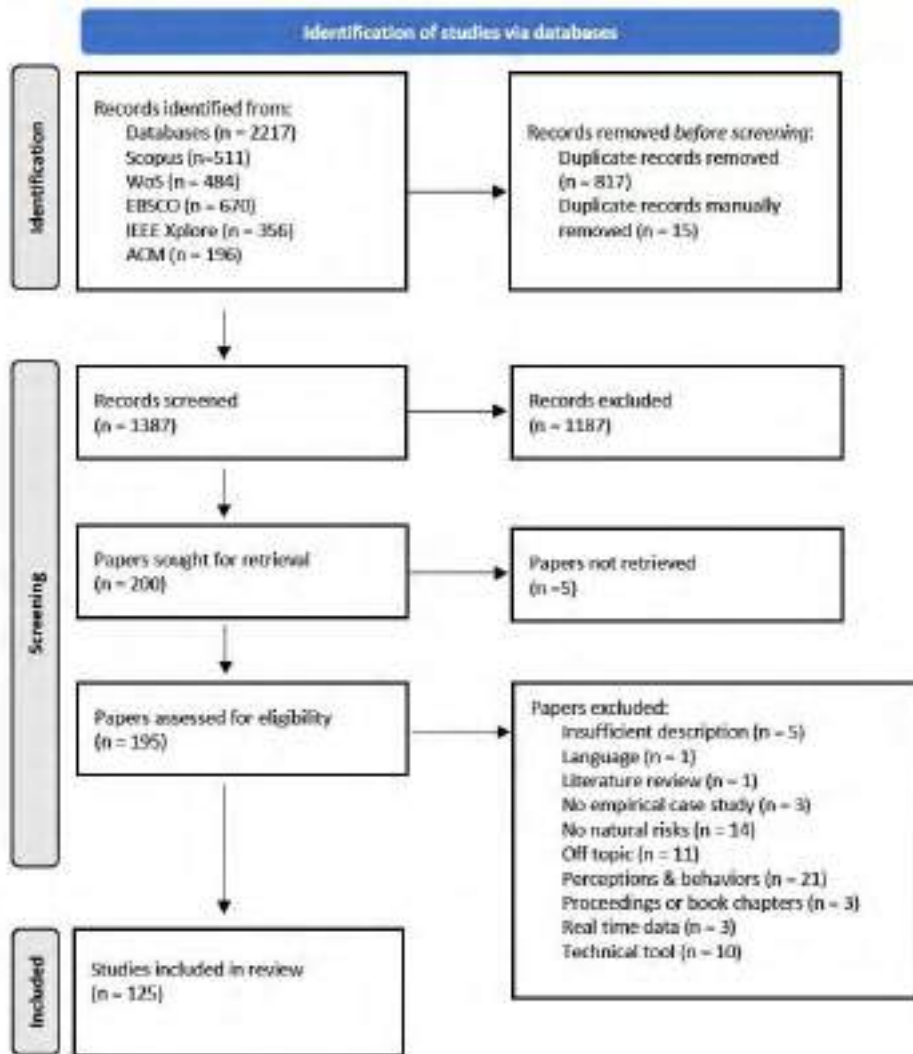 Identification of studies via databases
Identification
Records identified from:
Databases (n = 2217)
Scopus (n=511)
WoS (n = 484)
EBSCO (n = 670)
IEEE Xplore (n = 356)
ACM (n = 196)
Records removed before screening:
Duplicate records removed
(n = 817)
Duplicate records manually
removed (n = 15)
Screening
Records screened
(n = 1387)
Records excluded
(n = 1187)
Papers sought for retrieval
(n = 200)
Papers not retrieved
(n =5)
Papers assessed for eligibility
(n = 195)
Papers excluded:
Insufficient description (n = 5)
Language (n = 1)
Literature review (n = 1)
No empirical case study (n = 3)
No natural risks (n = 14)
Off topic (n = 11)
Perceptions & behaviors (n = 21)
Proceedings or book chapters (n = 3)
Real time data (n = 3)
Technical tool (n = 10)
Included
Studies included in review
(n = 125)